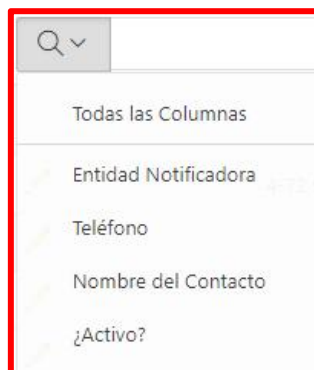 Todas las Columnas
Entidad Notificadora
Teléfono
Nombre del Contacto
¿Activo?